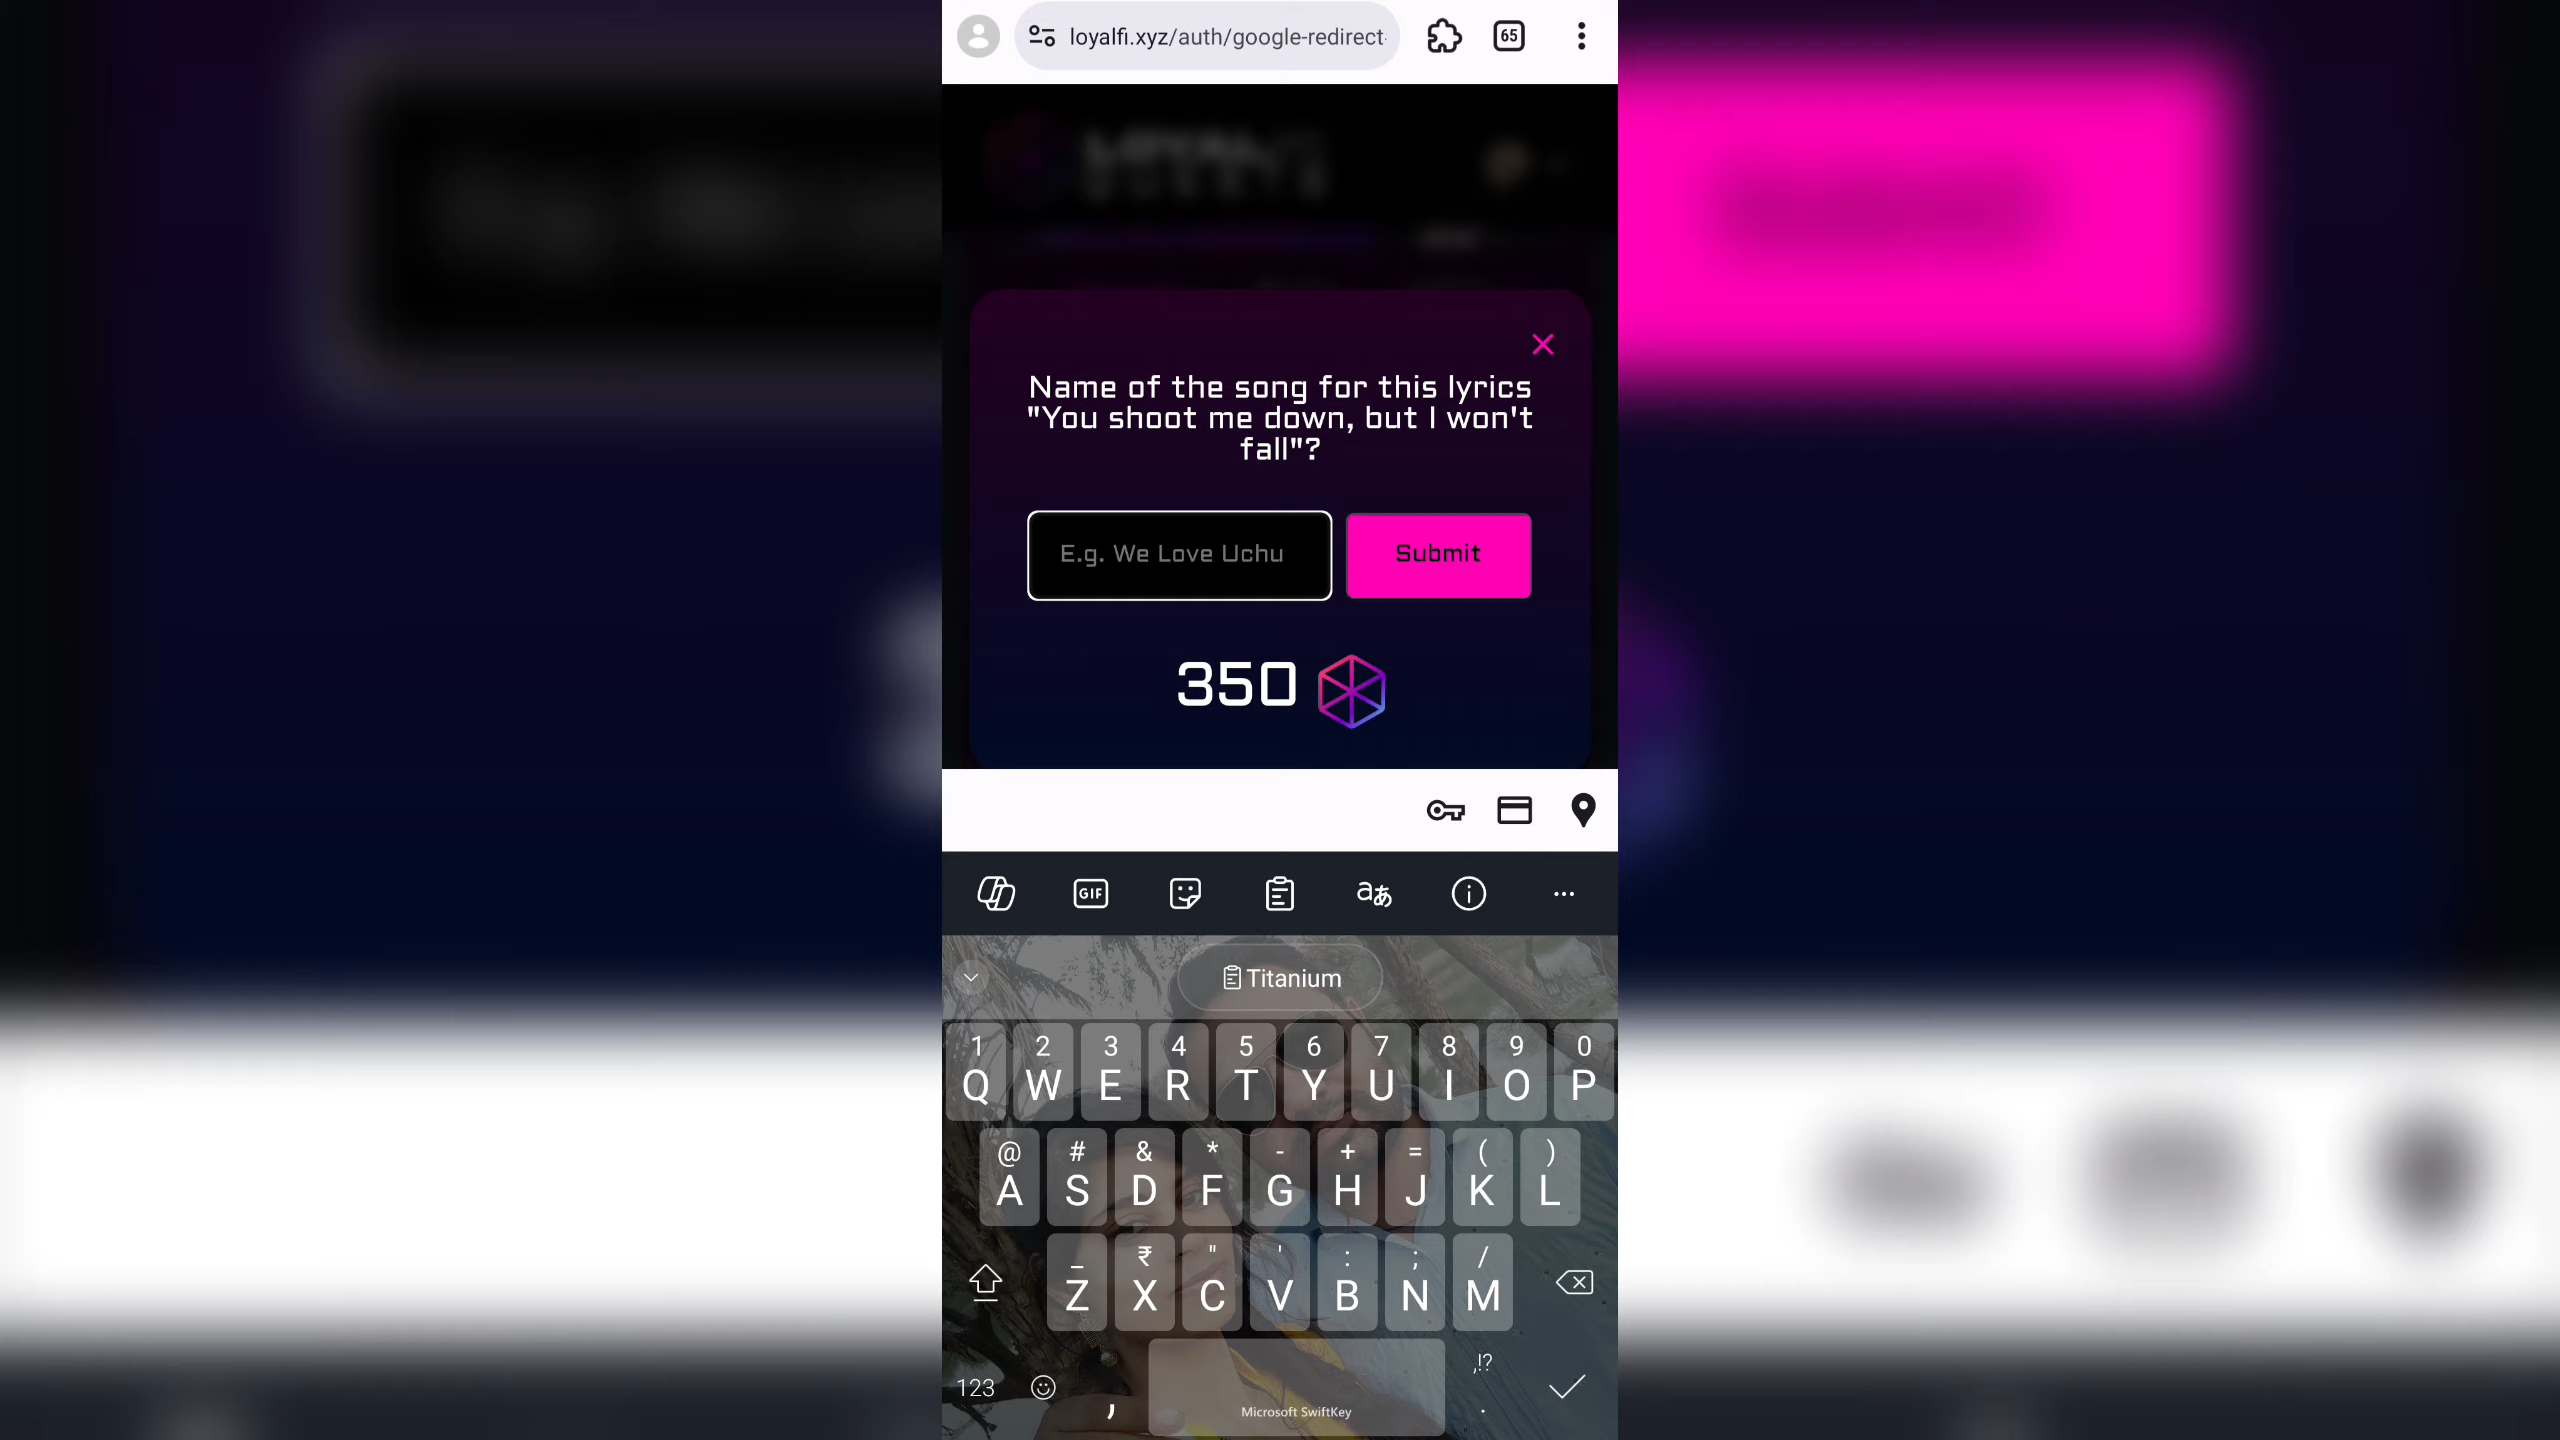 loyalfi.xyz/auth/google-redirect
65
Name of the song for this lyrics
"You shoot me down, but I won't
fall"?
E.g. We Love Uchu
Submit
350
GIF
aあ
Titanium
1 2 3 4 5 6 7 8 9 0
Q W E R T Y U I O P
@ # & * - + = ( )
A S D F G H J K L
_ ₹ " ' : ; /
Z X C V B N M
,!?
123 , .
Microsoft SwiftKey